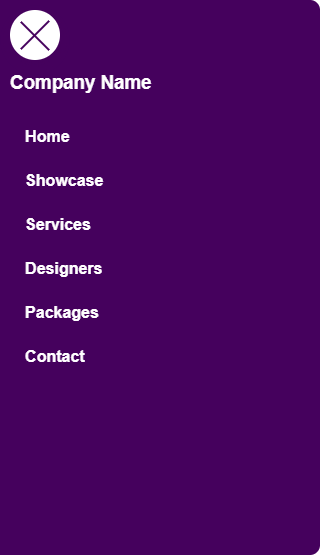 Company Name
Home
Showcase
Services
Designers
Packages
Contact